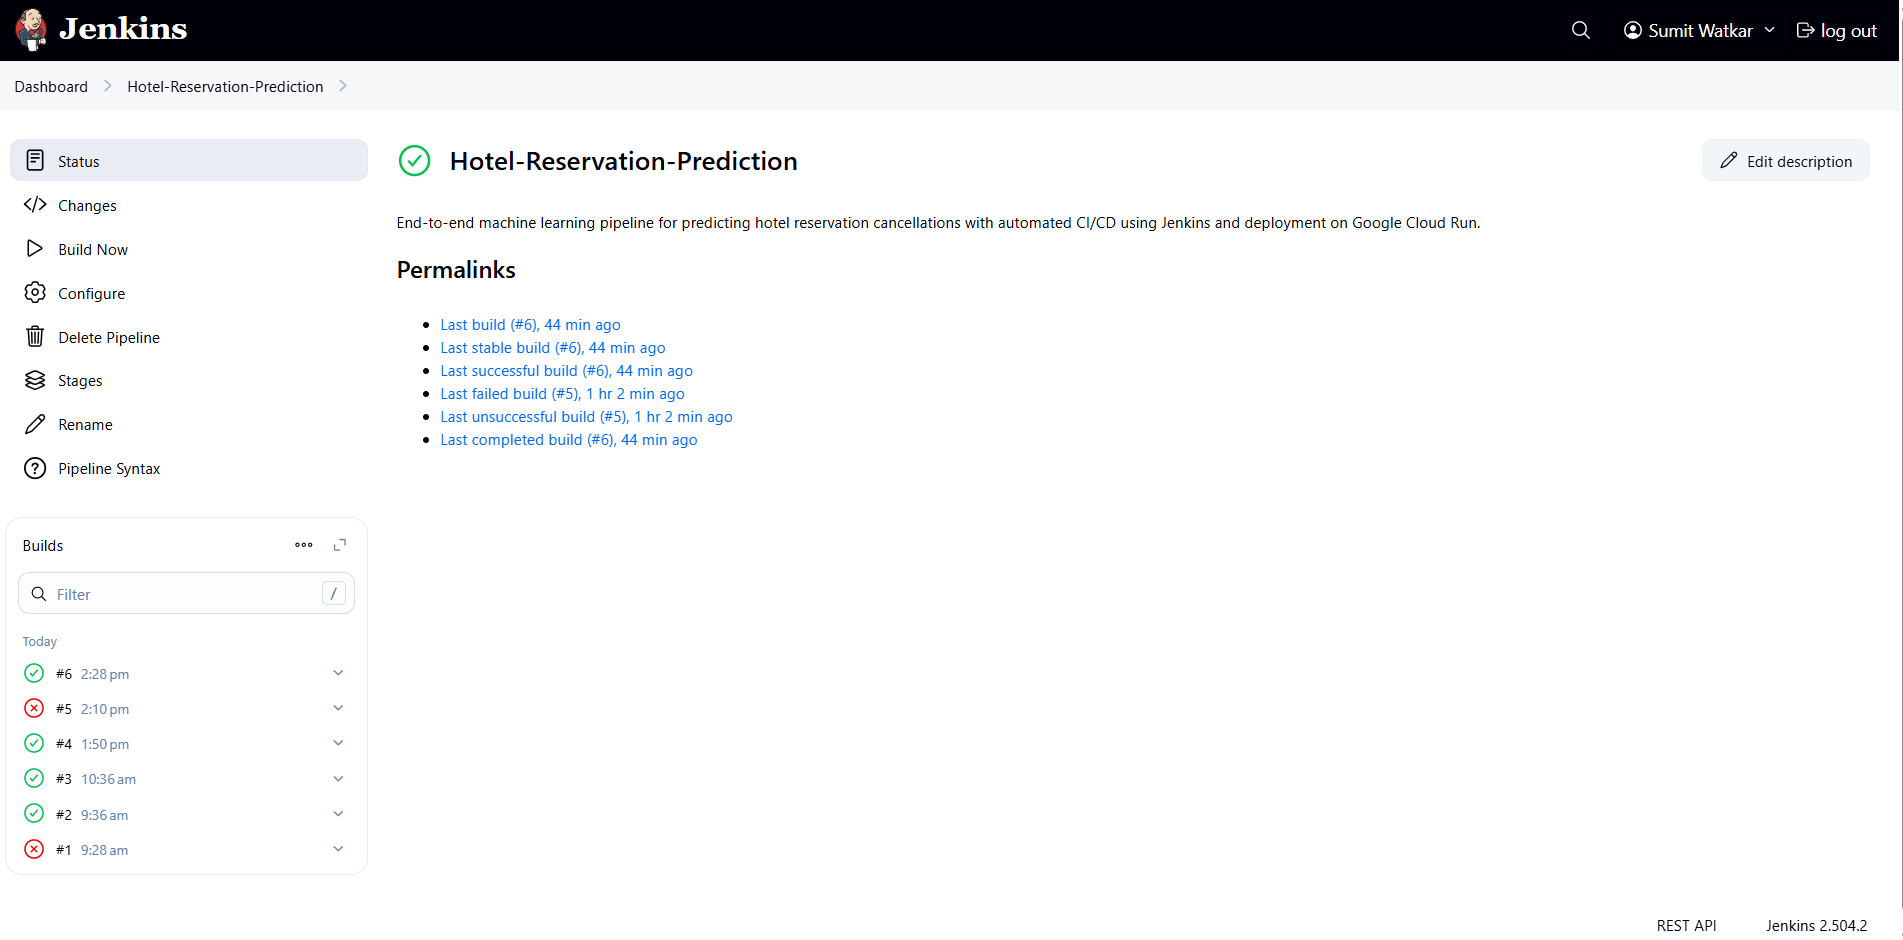 Jenkins
Sumit Watkar
log out
Dashboard
Hotel-Reservation-Prediction
Status
Changes
Build Now
Configure
Delete Pipeline
Stages
Rename
Pipeline Syntax
Hotel-Reservation-Prediction
Edit description
End-to-end machine learning pipeline for predicting hotel reservation cancellations with automated CI/CD using Jenkins and deployment on Google Cloud Run.
Permalinks
Last build (#6), 44 min ago
Last stable build (#6), 44 min ago
Last successful build (#6), 44 min ago
Last failed build (#5), 1 hr 2 min ago
Last unsuccessful build (#5), 1 hr 2 min ago
Last completed build (#6), 44 min ago
Builds
Filter /
Today
#6 2:28 pm
#5 2:10 pm
#4 1:50 pm
#3 10:36 am
#2 9:36 am
#1 9:28 am
REST API
Jenkins 2.504.2